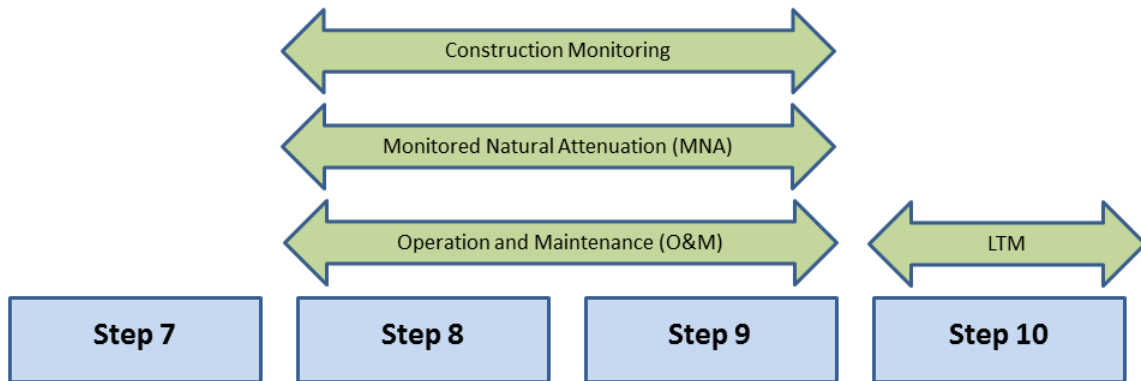 Construction Monitoring
Monitored Natural Attenuation (MNA)
Operation and Maintenance (O&M)
LTM
Step 7
Step 8
Step 9
Step 10